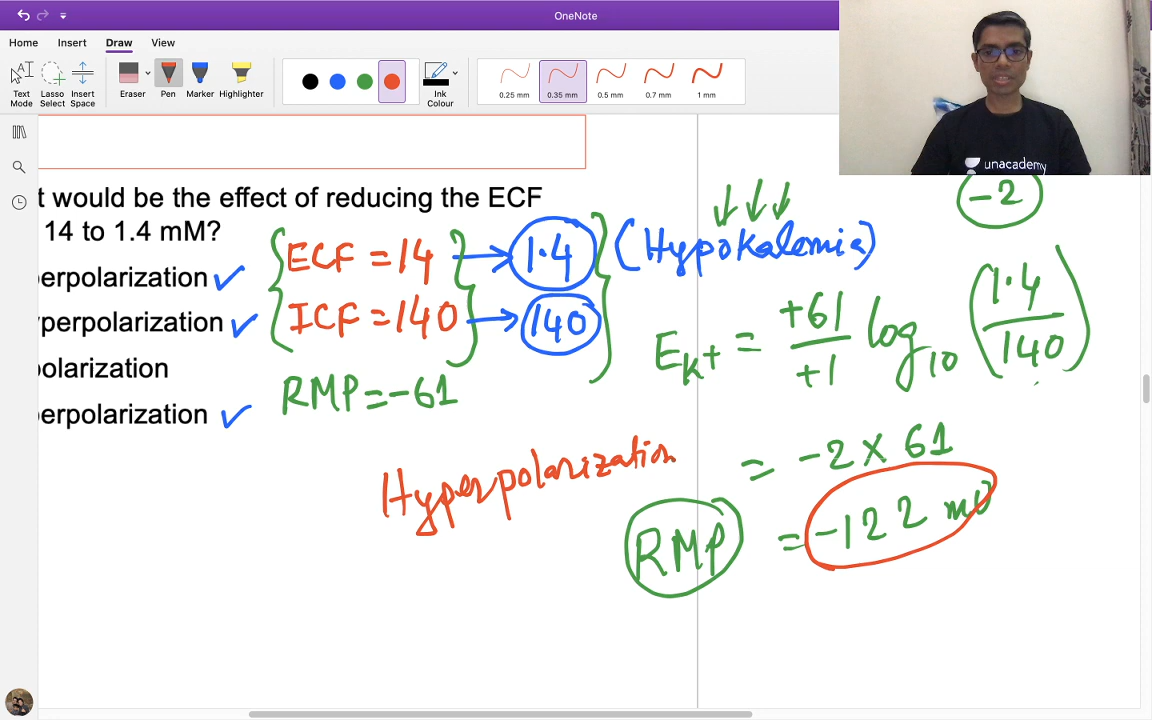 OneNote
Home Insert Draw View
Text Mode Lasso Select Insert Space Eraser Pen Marker Highlighter Ink Colour 0.25 mm 0.35 mm 0.5 mm 0.7 mm 1 mm
unacademy
-2
t would be the effect of reducing the ECF
14 to 1.4 mM?
erpolarization ✓
yperpolarization ✓
olarization
erpolarization ✓
ECF = 14 → 1.4 (Hypokalemia)
ICF = 140 → 140
RMP = -61
EK+ = +61/+1 log10 (1.4/140)
= -2 x 61
Hyperpolarization
RMP = -122 mV